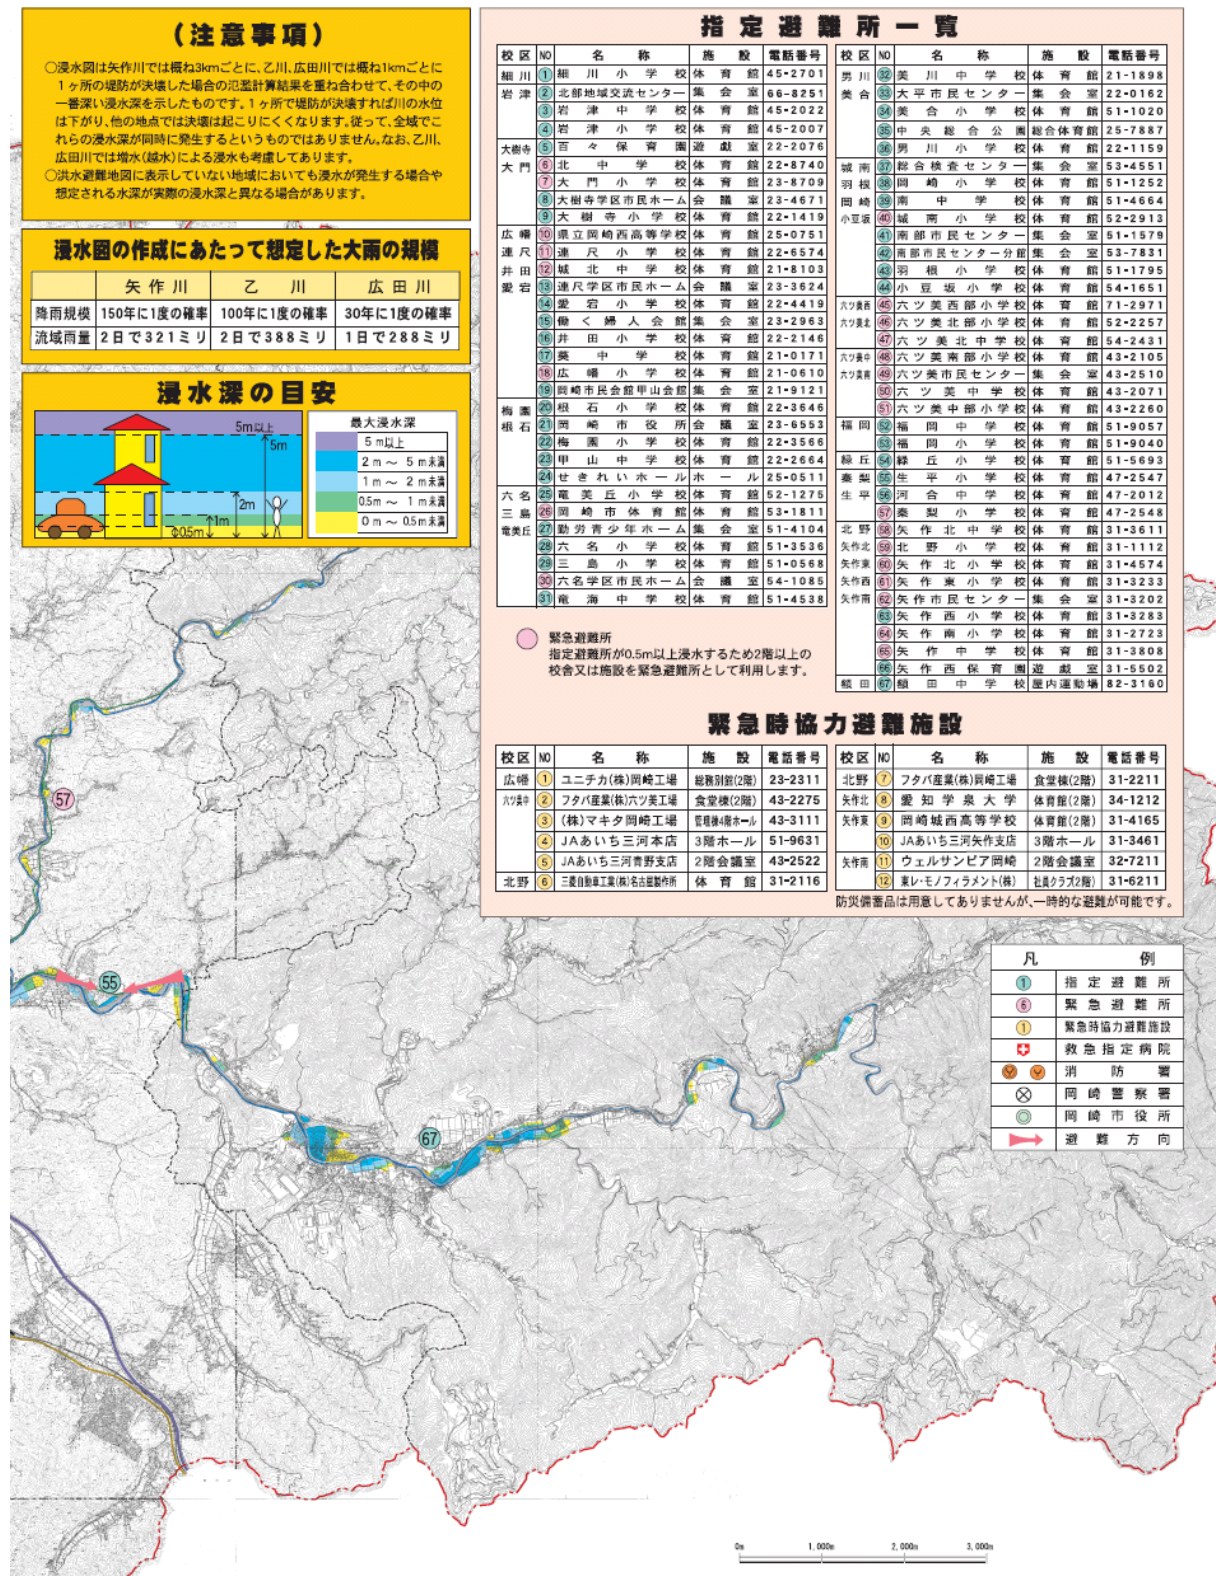 (注意事項)
○浸水図は矢作川では概ね3kmごとに、乙川、広田川では概ね1kmごとに
1ヶ所の堤防が決壊した場合の氾濫計算結果を重ね合わせて、その中の
一番深い浸水深を示したものです。1ヶ所で堤防が決壊すれば川の水位
は下がり、他の地点では決壊は起こりにくくなります。従って、全域でこ
れらの浸水深が同時に発生するというものではありません。なお、乙川、
広田川では増水(越水)による浸水も考慮してあります。
○洪水避難地図に表示していない地域においても浸水が発生する場合や
想定される水深が実際の浸水深と異なる場合があります。
浸水図の作成にあたって想定した大雨の規模
矢作川 乙川 広田川
降雨規模 150年に1度の確率 100年に1度の確率 30年に1度の確率
流域雨量 2日で321ミリ 2日で388ミリ 1日で288ミリ
浸水深の目安
5m以上
5m
2m
1m
0.5m
最大浸水深
5m以上
2m〜5m未満
1m〜2m未満
0.5m〜1m未満
0m〜0.5m未満
指定避難所一覧
校区 NO 名称 施設 電話番号
細川 1 細川小学校 体育館 45-2701
岩津 2 北部地域交流センター 集会室 66-8251
3 岩津中学校 体育館 45-2022
4 岩津小学校 体育館 45-2007
大樹寺 5 百々保育園 遊戯室 22-2076
大門 6 北中学校 体育館 22-8740
7 大門小学校 体育館 23-8709
8 大樹寺学区市民ホーム 会議室 23-4671
9 大樹寺小学校 体育館 22-1419
広幡 10 県立岡崎西高等学校 体育館 25-0751
連尺 11 連尺小学校 体育館 22-6574
井田 12 城北中学校 体育館 21-8103
愛宕 13 連尺学区市民ホーム 会議室 23-3624
14 愛宕小学校 体育館 22-4419
15 働く婦人会館 集会室 23-2963
16 井田小学校 体育館 22-2146
17 葵中学校 体育館 21-0171
18 広幡小学校 体育館 21-0610
19 岡崎市民会館甲山会館 集会室 21-9121
梅園 20 根石小学校 体育館 22-3646
根石 21 岡崎市役所 会議室 23-6553
22 梅園小学校 体育館 22-3566
23 甲山中学校 体育館 22-2664
24 せきれいホール ホール 25-0511
六名 25 竜美丘小学校 体育館 52-1275
三島 26 岡崎市体育館 体育館 53-1811
竜美丘 27 勤労青少年ホーム 集会室 51-4104
28 六名小学校 体育館 51-3536
29 三島小学校 体育館 51-0568
30 六名学区市民ホーム 会議室 54-1085
31 竜海中学校 体育館 51-4538
緊急避難所
指定避難所が0.5m以上浸水するため2階以上の
校舎又は施設を緊急避難所として利用します。
校区 NO 名称 施設 電話番号
男川 32 美川中学校 体育館 21-1898
美合 33 大平市民センター 集会室 22-0162
34 美合小学校 体育館 51-1020
35 中央総合公園 総合体育館 25-7887
36 男川小学校 体育館 22-1159
城南 37 総合検査センター 集会室 53-4551
羽根 38 岡崎小学校 体育館 51-1252
岡崎 39 南中学校 体育館 51-4664
小豆坂 40 城南小学校 体育館 52-2913
41 南部市民センター 集会室 51-1579
42 南部市民センター分館 集会室 53-7831
43 羽根小学校 体育館 51-1795
44 小豆坂小学校 体育館 54-1651
六ツ美西 45 六ツ美西部小学校 体育館 71-2971
六ツ美北 46 六ツ美北部小学校 体育館 52-2257
47 六ツ美北中学校 体育館 54-2431
六ツ美中 48 六ツ美南部小学校 体育館 43-2105
六ツ美南 49 六ツ美市民センター 集会室 43-2510
50 六ツ美中学校 体育館 43-2071
51 六ツ美中部小学校 体育館 43-2260
福岡 52 福岡中学校 体育館 51-9057
53 福岡小学校 体育館 51-9040
緑丘 54 緑丘小学校 体育館 51-5693
秦梨 55 生平小学校 体育館 47-2547
生平 56 河合中学校 体育館 47-2012
57 秦梨小学校 体育館 47-2548
北野 58 矢作北中学校 体育館 31-3611
矢作北 59 北野小学校 体育館 31-1112
矢作東 60 矢作北小学校 体育館 31-4574
矢作西 61 矢作東小学校 体育館 31-3233
矢作南 62 矢作市民センター 集会室 31-3202
63 矢作西小学校 体育館 31-3283
64 矢作南小学校 体育館 31-2723
65 矢作中学校 体育館 31-3808
66 矢作西保育園 遊戯室 31-5502
額田 67 額田中学校 屋内運動場 82-3160
緊急時協力避難施設
校区 NO 名称 施設 電話番号
広幡 1 ユニチカ(株)岡崎工場 総務別館(2階) 23-2311
六ツ美中 2 フタバ産業(株)六ツ美工場 食堂棟(2階) 43-2275
3 (株)マキタ岡崎工場 管理棟4階ホール 43-3111
4 JAあいち三河本店 3階ホール 51-9631
5 JAあいち三河青野支店 2階会議室 43-2522
北野 6 三菱自動車工業(株)名古屋製作所 体育館 31-2116
校区 NO 名称 施設 電話番号
北野 7 フタバ産業(株)岡崎工場 食堂棟(2階) 31-2211
矢作北 8 愛知学泉大学 体育館(2階) 34-1212
矢作東 9 岡崎城西高等学校 体育館(2階) 31-4165
10 JAあいち三河矢作支店 3階ホール 31-3461
矢作南 11 ウェルサンピア岡崎 2階会議室 32-7211
12 東レ・モノフィラメント(株) 社員クラブ(2階) 31-6211
防災備蓄品は用意してありませんが、一時的な避難が可能です。
57
55
67
凡例
1 指定避難所
6 緊急避難所
1 緊急時協力避難施設
救急指定病院
消防署
岡崎警察署
岡崎市役所
避難方向
0m 1,000m 2,000m 3,000m